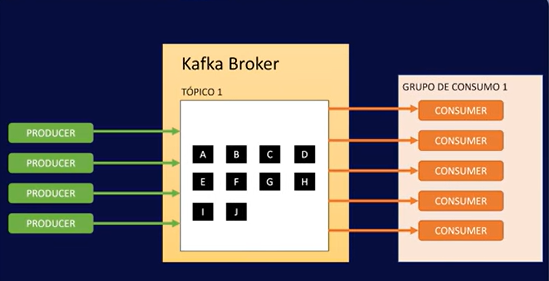 Kafka Broker
TÓPICO 1
GRUPO DE CONSUMO 1
PRODUCER
PRODUCER
PRODUCER
PRODUCER
A B C D
E F G H
I J
CONSUMER
CONSUMER
CONSUMER
CONSUMER
CONSUMER